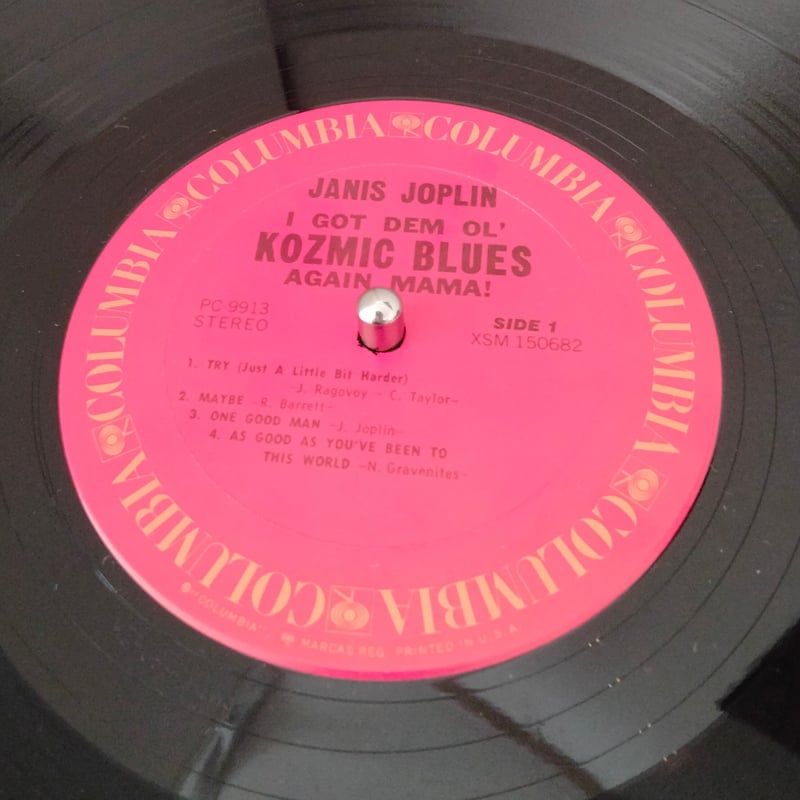 COLUMBIA COLUMBIA COLUMBIA COLUMBIA COLUMBIA COLUMBIA COLUMBIA
JANIS JOPLIN
I GOT DEM OL'
KOZMIC BLUES
AGAIN MAMA!
PC 9913
STEREO
SIDE 1
XSM 150682
1. TRY (Just A Little Bit Harder)
-J. Ragovoy - C. Taylor-
2. MAYBE -R. Barrett-
3. ONE GOOD MAN -J. Joplin-
4. AS GOOD AS YOU'VE BEEN TO
THIS WORLD -N. Gravenites-
®"COLUMBIA", MARCAS REG. PRINTED IN U.S.A.